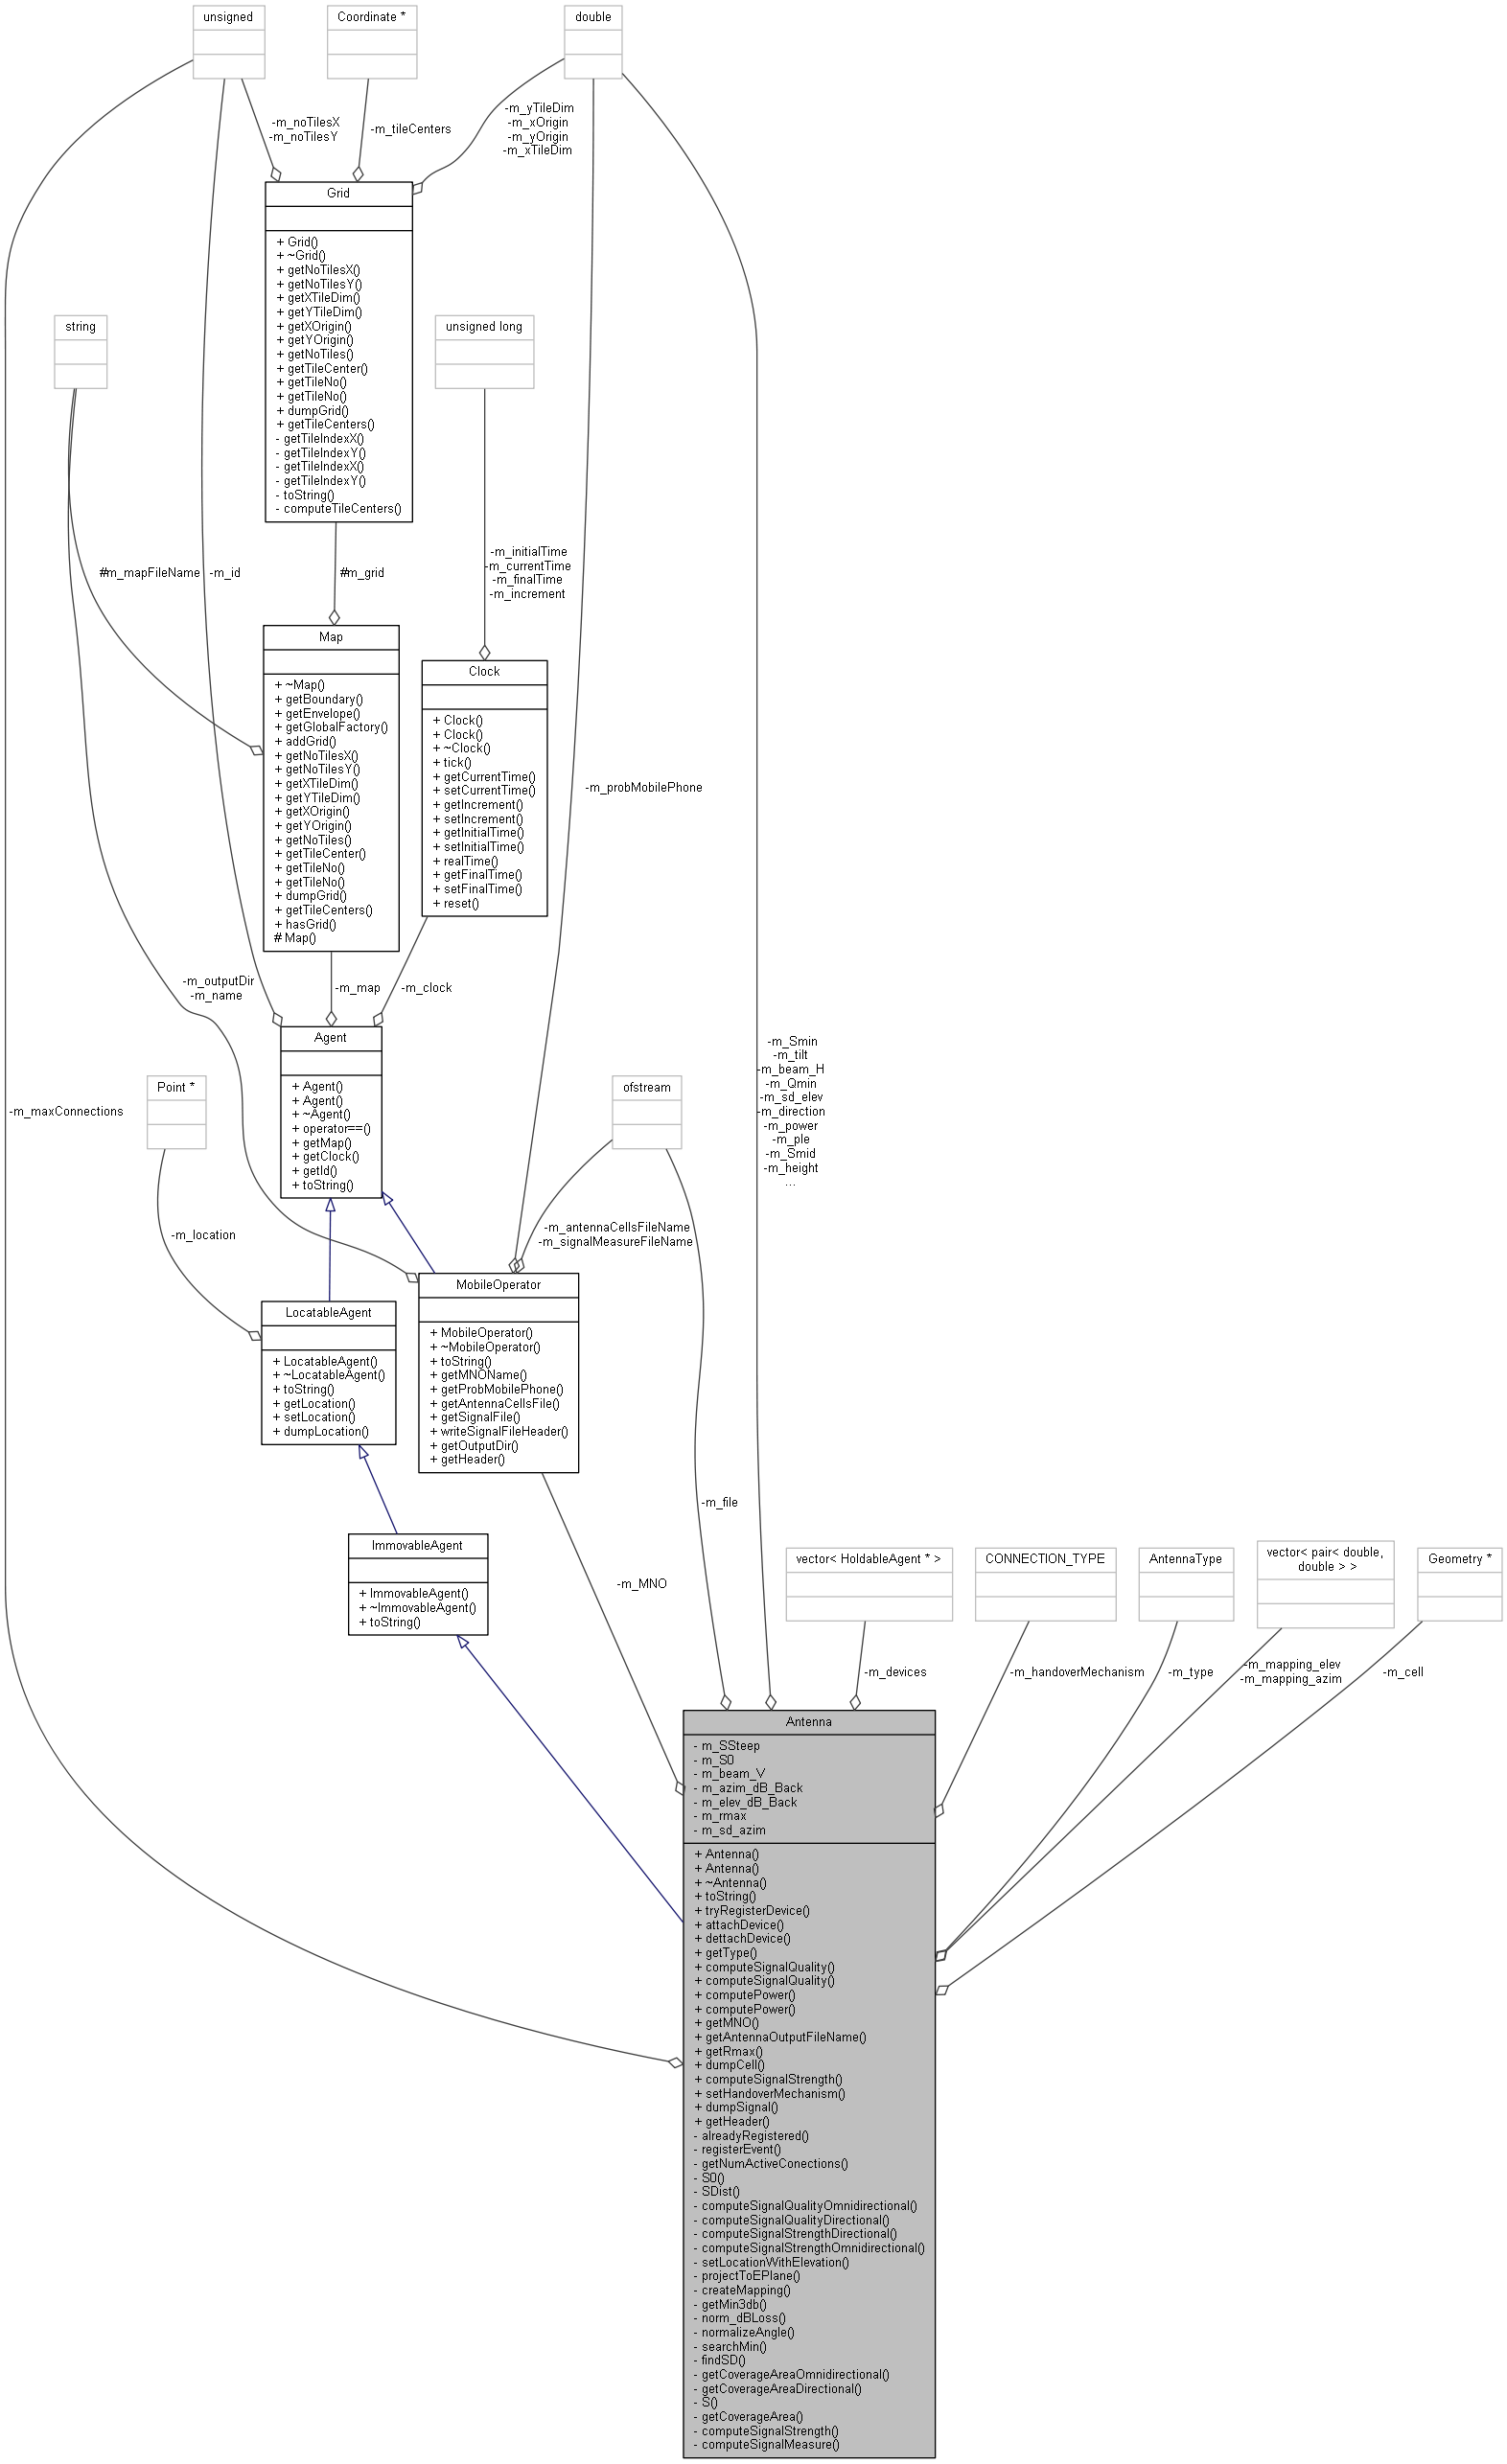 unsigned
Coordinate *
double
-m_noTilesX
-m_noTilesY
-m_tileCenters
-m_yTileDim
-m_xOrigin
-m_yOrigin
-m_xTileDim
Grid
+ Grid()
+ ~Grid()
+ getNoTilesX()
+ getNoTilesY()
+ getXTileDim()
+ getYTileDim()
+ getXOrigin()
+ getYOrigin()
+ getNoTiles()
+ getTileCenter()
+ getTileNo()
+ getTileNo()
+ dumpGrid()
+ getTileCenters()
- getTileIndexX()
- getTileIndexY()
- getTileIndexX()
- getTileIndexY()
- toString()
- computeTileCenters()
string
unsigned long
#m_mapFileName
-m_id
#m_grid
-m_initialTime
-m_currentTime
-m_finalTime
-m_increment
Map
+ ~Map()
+ getBoundary()
+ getEnvelope()
+ getGlobalFactory()
+ addGrid()
+ getNoTilesX()
+ getNoTilesY()
+ getXTileDim()
+ getYTileDim()
+ getXOrigin()
+ getYOrigin()
+ getNoTiles()
+ getTileCenter()
+ getTileNo()
+ getTileNo()
+ dumpGrid()
+ getTileCenters()
+ hasGrid()
# Map()
Clock
+ Clock()
+ Clock()
+ ~Clock()
+ tick()
+ getCurrentTime()
+ setCurrentTime()
+ getIncrement()
+ setIncrement()
+ getInitialTime()
+ setInitialTime()
+ realTime()
+ getFinalTime()
+ setFinalTime()
+ reset()
-m_probMobilePhone
-m_outputDir
-m_name
-m_map
-m_clock
Agent
+ Agent()
+ Agent()
+ ~Agent()
+ operator==()
+ getMap()
+ getClock()
+ getId()
+ toString()
-m_Smin
-m_tilt
-m_beam_H
-m_Qmin
-m_sd_elev
-m_direction
-m_power
-m_ple
-m_Smid
-m_height
...
Point *
ofstream
-m_maxConnections
-m_location
-m_antennaCellsFileName
-m_signalMeasureFileName
LocatableAgent
+ LocatableAgent()
+ ~LocatableAgent()
+ toString()
+ getLocation()
+ setLocation()
+ dumpLocation()
MobileOperator
+ MobileOperator()
+ ~MobileOperator()
+ toString()
+ getMNOName()
+ getProbMobilePhone()
+ getAntennaCellsFile()
+ getSignalFile()
+ writeSignalFileHeader()
+ getOutputDir()
+ getHeader()
-m_file
ImmovableAgent
+ ImmovableAgent()
+ ~ImmovableAgent()
+ toString()
-m_MNO
vector< HoldableAgent * >
CONNECTION_TYPE
AntennaType
vector< pair< double,
double > >
Geometry *
-m_devices
-m_handoverMechanism
-m_type
-m_mapping_elev
-m_mapping_azim
-m_cell
Antenna
- m_SSteep
- m_S0
- m_beam_V
- m_azim_dB_Back
- m_elev_dB_Back
- m_rmax
- m_sd_azim
+ Antenna()
+ Antenna()
+ ~Antenna()
+ toString()
+ tryRegisterDevice()
+ attachDevice()
+ dettachDevice()
+ getType()
+ computeSignalQuality()
+ computeSignalQuality()
+ computePower()
+ computePower()
+ getMNO()
+ getAntennaOutputFileName()
+ getRmax()
+ dumpCell()
+ computeSignalStrength()
+ setHandoverMechanism()
+ dumpSignal()
+ getHeader()
- alreadyRegistered()
- registerEvent()
- getNumActiveConections()
- S0()
- SDist()
- computeSignalQualityOmnidirectional()
- computeSignalQualityDirectional()
- computeSignalStrengthDirectional()
- computeSignalStrengthOmnidirectional()
- setLocationWithElevation()
- projectToEPlane()
- createMapping()
- getMin3db()
- norm_dBLoss()
- normalizeAngle()
- searchMin()
- findSD()
- getCoverageAreaOmnidirectional()
- getCoverageAreaDirectional()
- S()
- getCoverageArea()
- computeSignalStrength()
- computeSignalMeasure()